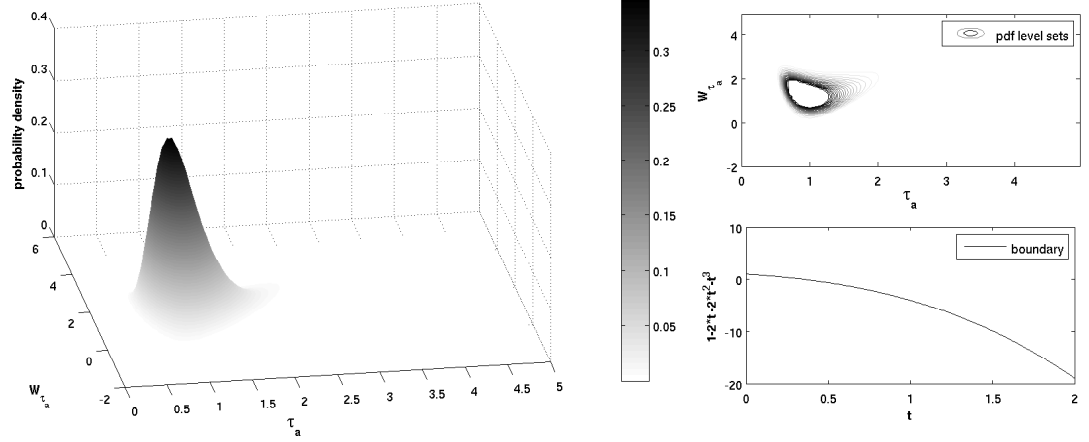 0.4
0.3
0.2
0.1
0
probability density
6
4
2
0
-2
W τ a
0 0.5 1 1.5 2 2.5 3 3.5 4 4.5 5
τ a
0.3
0.25
0.2
0.15
0.1
0.05
4
2
0
-2
W τ a
pdf level sets
0 1 2 3 4
τ a
10
0
-10
-20
1-2*t-2*t²-t³
boundary
0 0.5 1 1.5 2
t